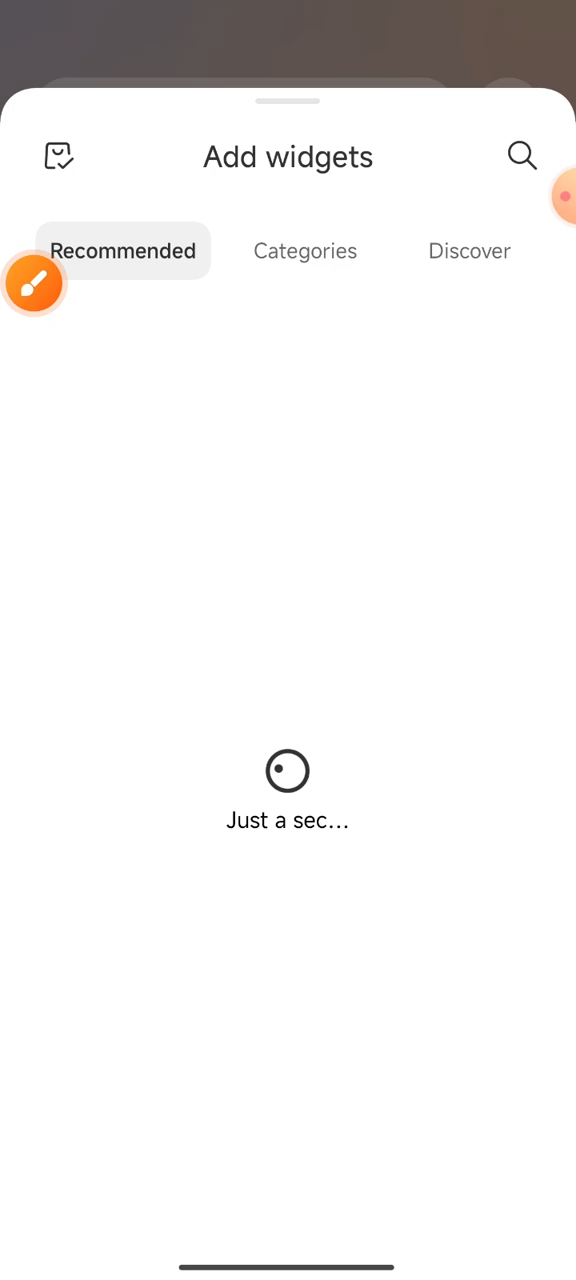 Add widgets
Recommended
Categories
Discover
Just a sec...